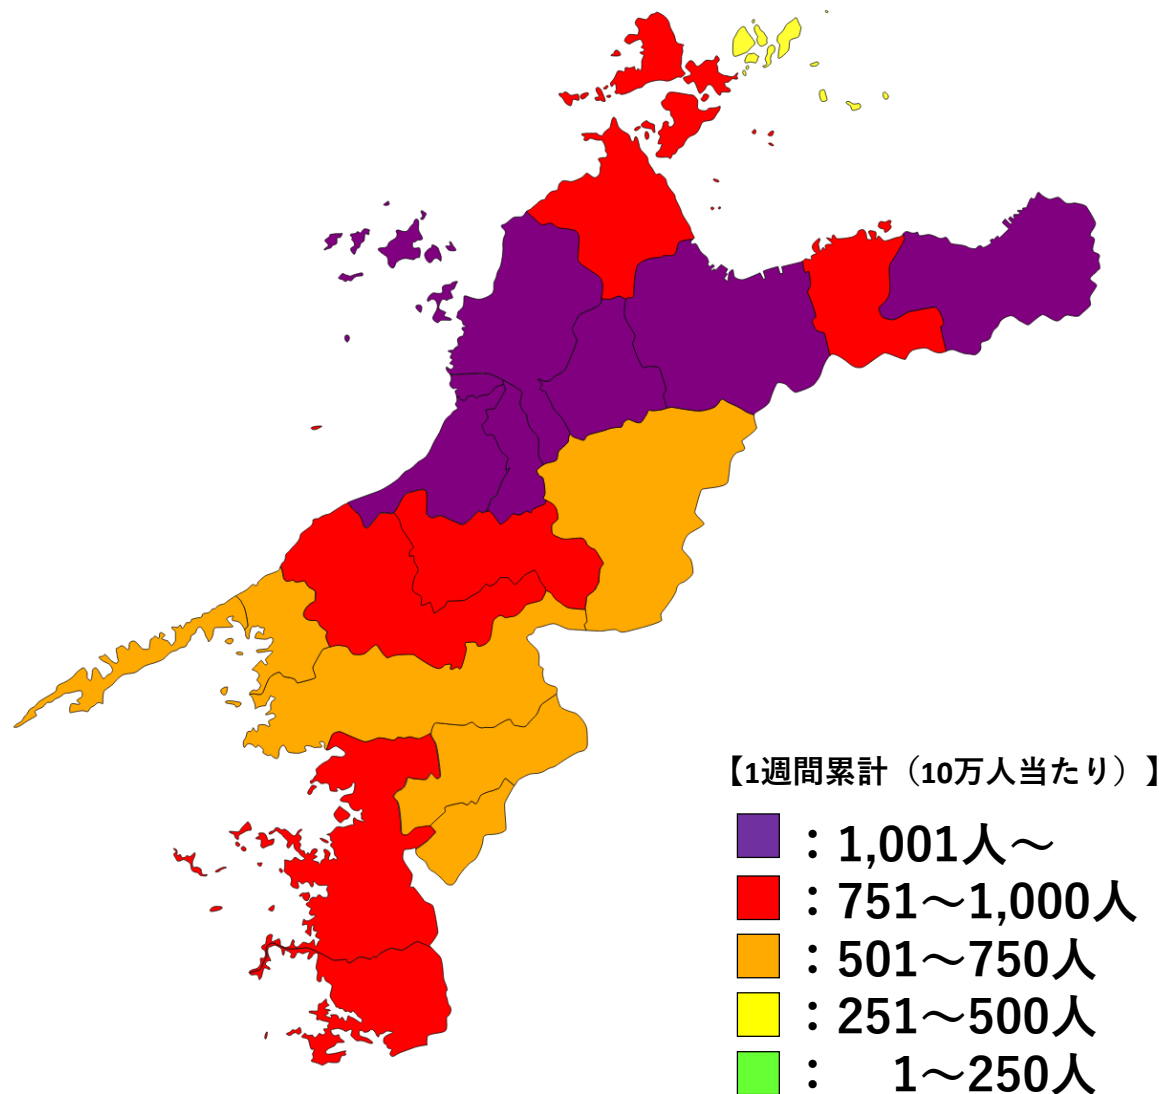 【1週間累計（10万人当たり）】
：1,001人～
：751～1,000人
：501～750人
：251～500人
：　1～250人